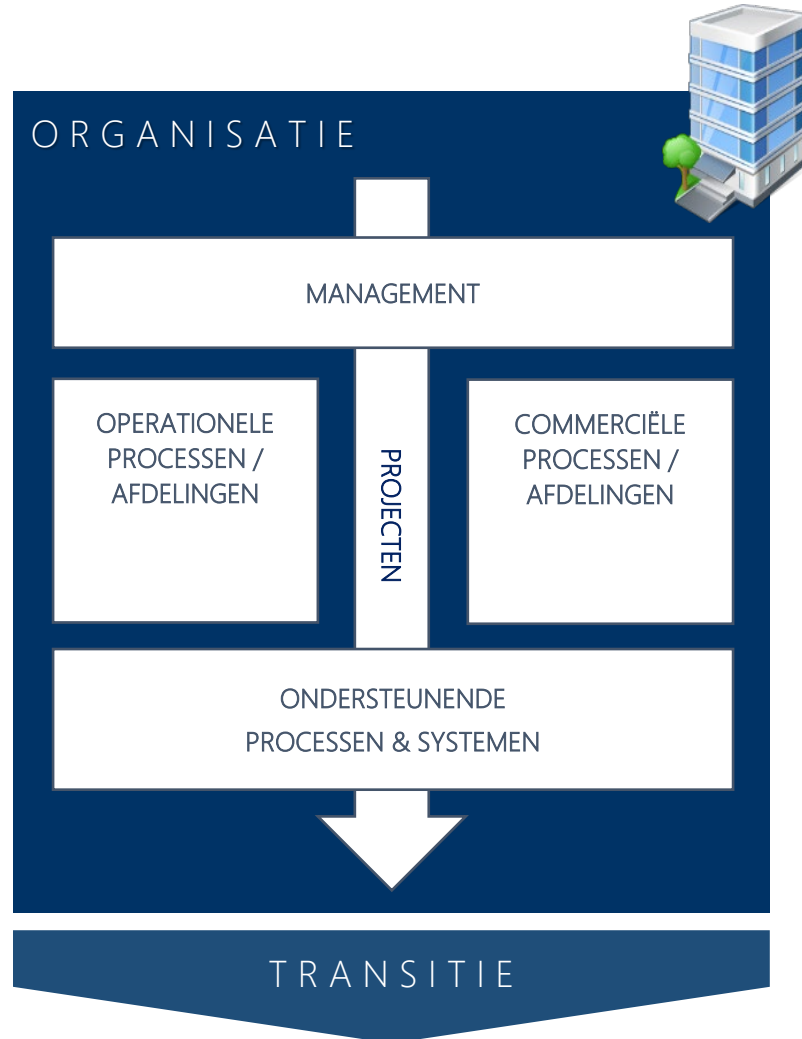 ORGANISATIE
MANAGEMENT
OPERATIONELE
PROCESSEN /
AFDELINGEN
PROJECTEN
COMMERCIËLE
PROCESSEN /
AFDELINGEN
ONDERSTEUNENDE
PROCESSEN & SYSTEMEN
TRANSITIE